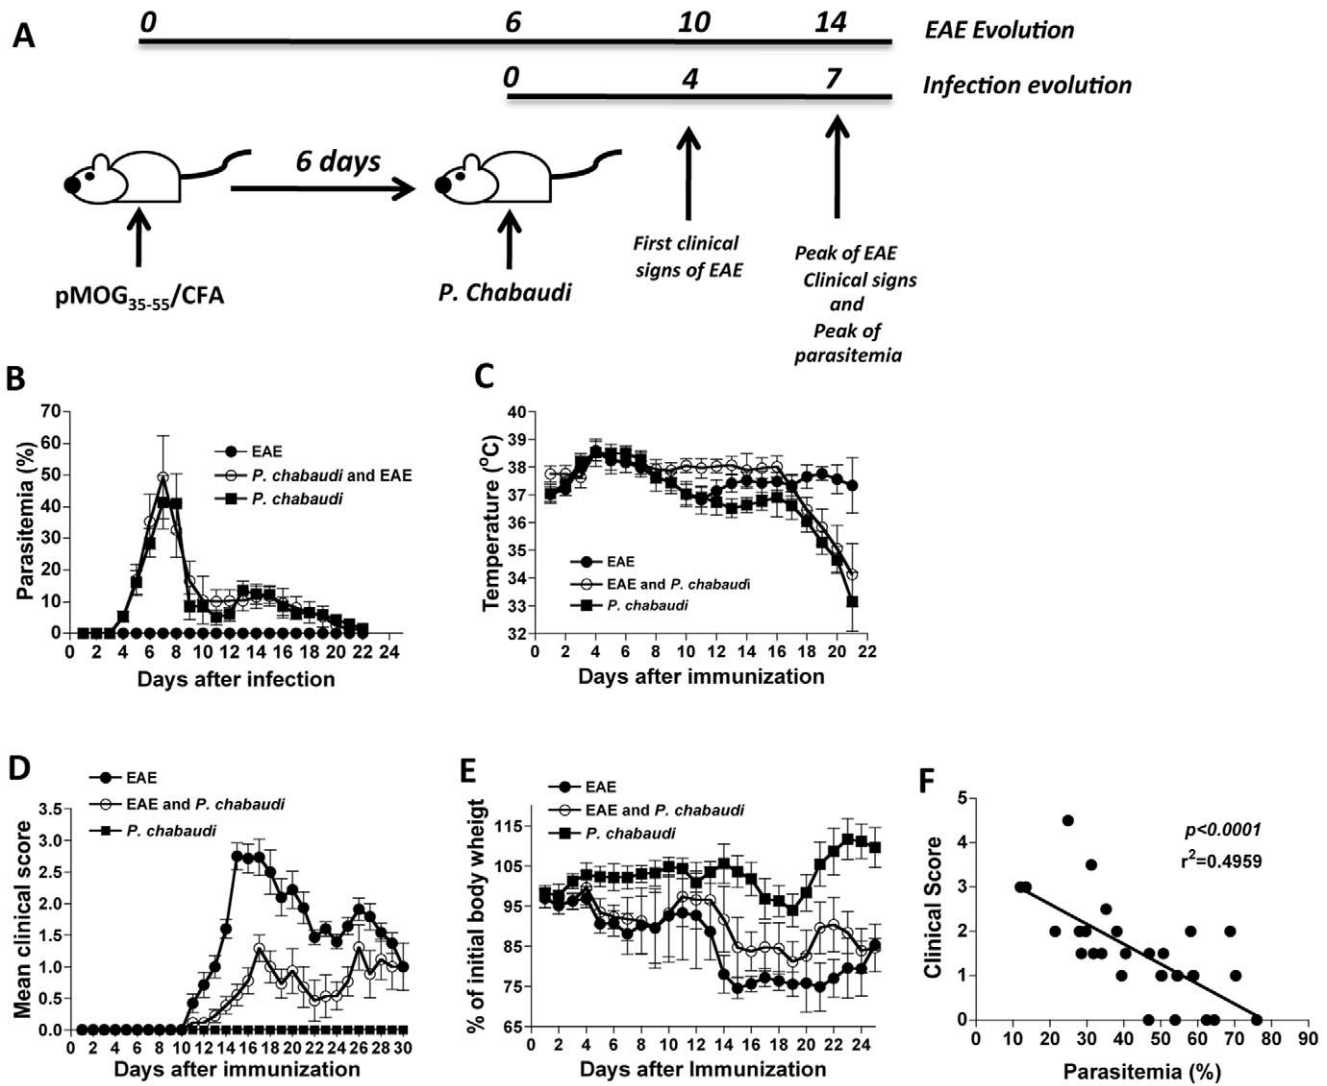 A
0 6 10 14 EAE Evolution
0 4 7 Infection evolution
6 days
pMOG35-55/CFA
P. Chabaudi
First clinical
signs of EAE
Peak of EAE
Clinical signs
and
Peak of
parasitemia
B
Parasitemia (%)
70
60
50
40
30
20
10
0
EAE
P. chabaudi and EAE
P. chabaudi
0 2 4 6 8 10 12 14 16 18 20 22 24
Days after infection
C
Temperature (oC)
40
39
38
37
36
35
34
33
32
EAE
EAE and P. chabaudi
P. chabaudi
0 2 4 6 8 10 12 14 16 18 20 22
Days after immunization
D
EAE
EAE and P. chabaudi
P. chabaudi
Mean clinical score
3.5
3.0
2.5
2.0
1.5
1.0
0.5
0.0
0 2 4 6 8 10 12 14 16 18 20 22 24 26 28 30
Days after immunization
E
EAE
EAE and P. chabaudi
P. chabaudi
% of initial body wheigt
115
105
95
85
75
65
0 2 4 6 8 10 12 14 16 18 20 22 24
Days after Immunization
F
Clinical Score
5
4
3
2
1
0
p<0.0001
r2=0.4959
0 10 20 30 40 50 60 70 80 90
Parasitemia (%)